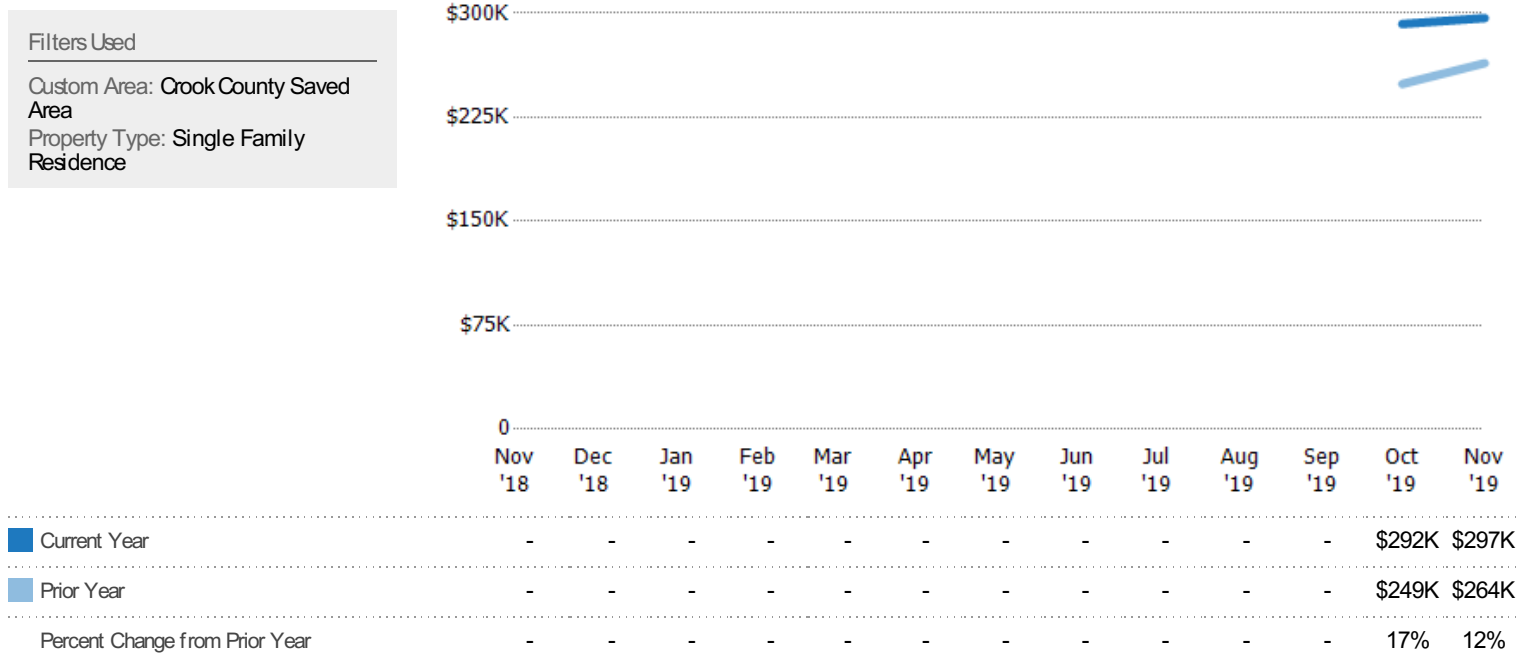 Filters Used
Custom Area: Crook County Saved
Area
Property Type: Single Family
Residence
$300K
$225K
$150K
$75K
0
Nov Dec Jan Feb Mar Apr May Jun Jul Aug Sep Oct Nov
'18 '18 '19 '19 '19 '19 '19 '19 '19 '19 '19 '19 '19
Current Year - - - - - - - - - - - $292K $297K
Prior Year - - - - - - - - - - - $249K $264K
Percent Change from Prior Year - - - - - - - - - - - 17% 12%